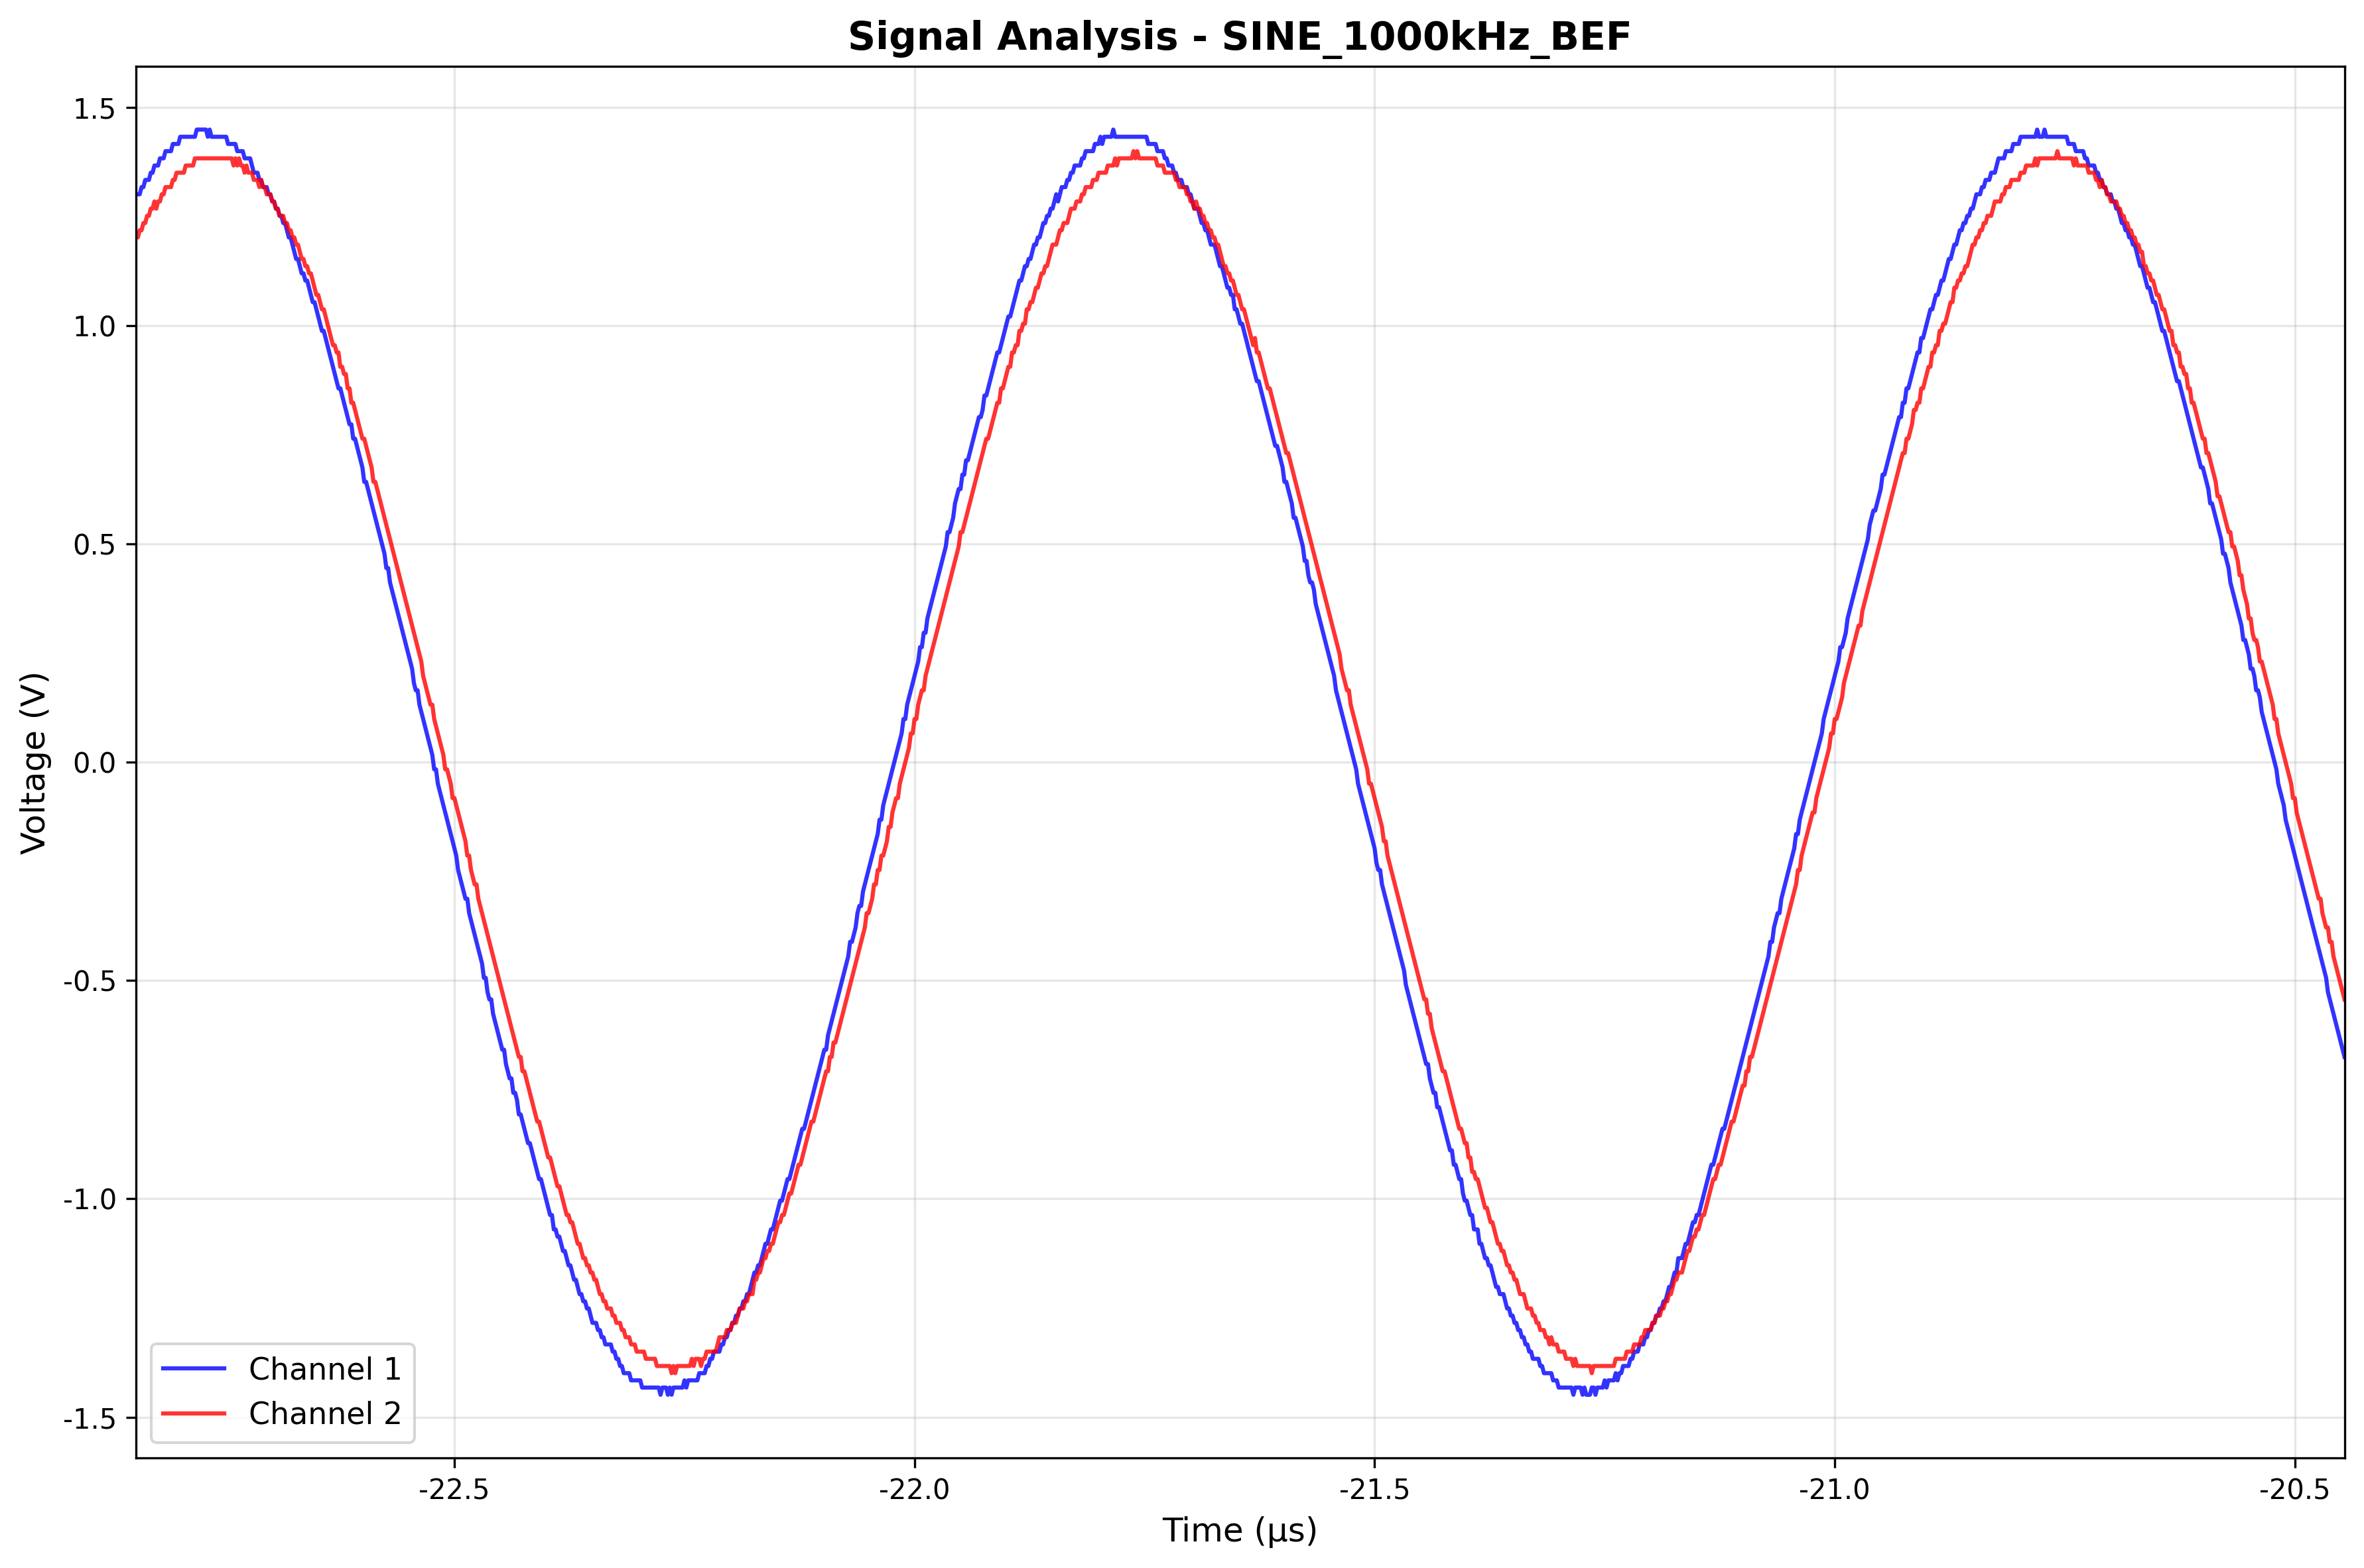 Signal Analysis - SINE_1000kHz_BEF
1.5
1.0
0.5
0.0
-0.5
-1.0
-1.5
Voltage (V)
Channel 1
Channel 2
-22.5
-22.0
-21.5
-21.0
-20.5
Time (μs)